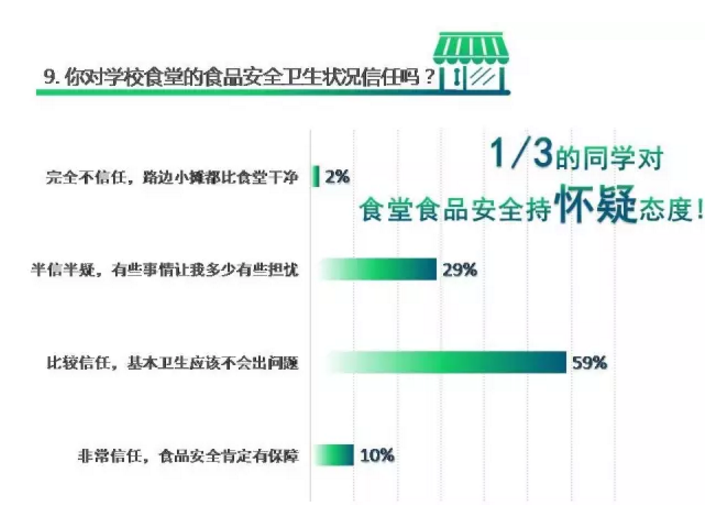 9. 你对学校食堂的食品安全卫生状况信任吗？
1/3的同学对
食堂食品安全持怀疑态度!
完全不信任，路边小摊都比食堂干净 2%
半信半疑，有些事情让我多少有些担忧 29%
比较信任，基本卫生应该不会出问题 59%
非常信任，食品安全肯定有保障 10%